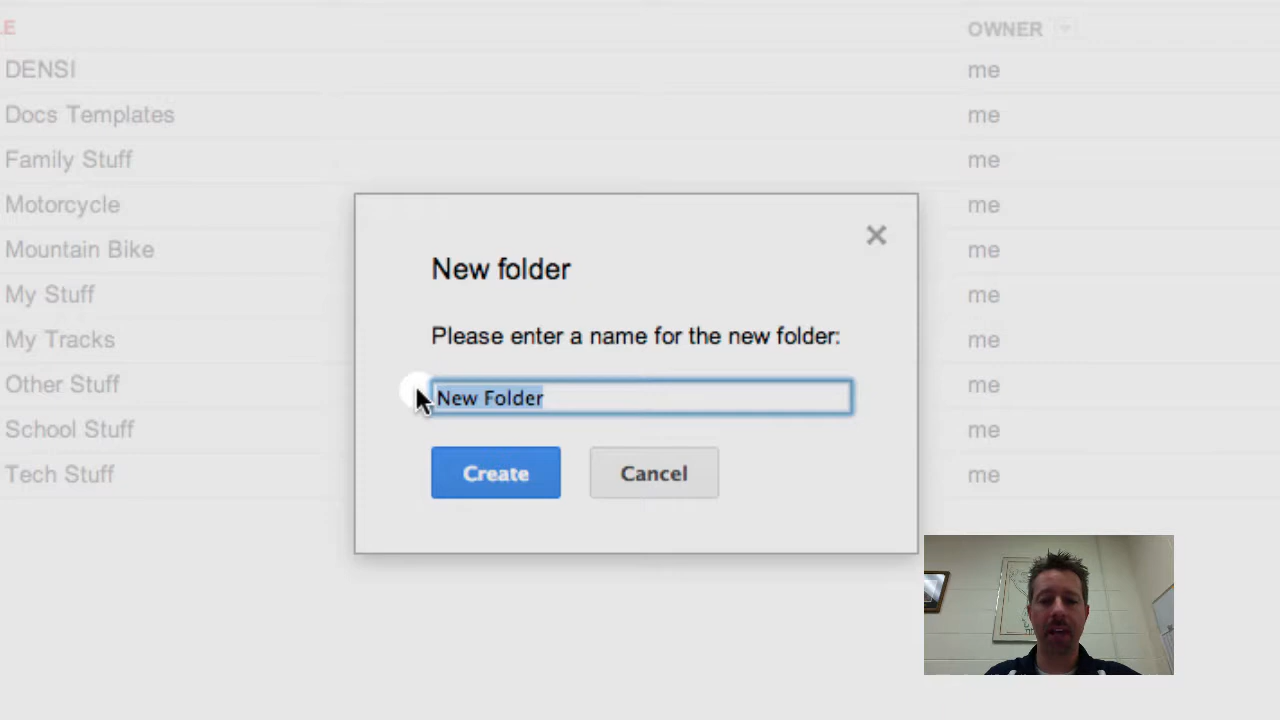 LE OWNER
DENSI me
Docs Templates me
Family Stuff me
Motorcycle me
Mountain Bike me
My Stuff me
My Tracks me
Other Stuff me
School Stuff me
Tech Stuff me
New folder
Please enter a name for the new folder:
New Folder
Create Cancel